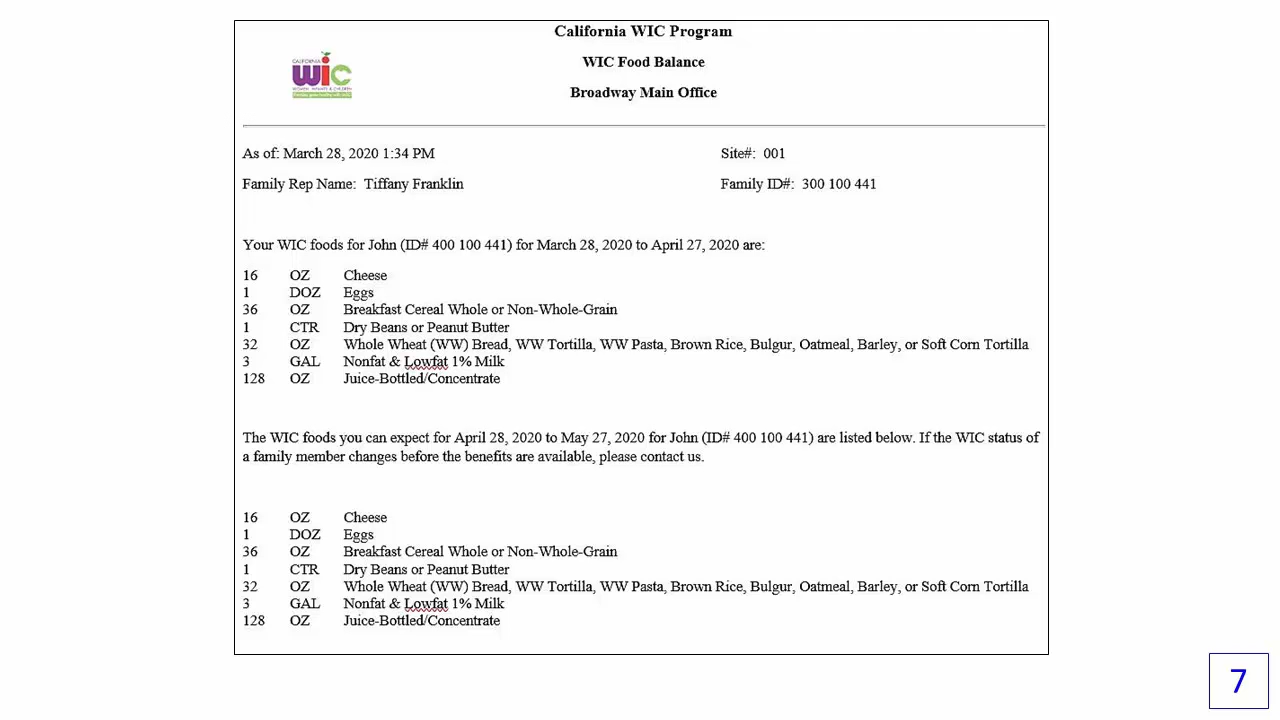 California WIC Program
WIC Food Balance
Broadway Main Office
CALIFORNIA
WIC
WOMEN, INFANTS & CHILDREN
As of: March 28, 2020 1:34 PM Site#: 001
Family Rep Name: Tiffany Franklin Family ID#: 300 100 441
Your WIC foods for John (ID# 400 100 441) for March 28, 2020 to April 27, 2020 are:
16 OZ Cheese
1 DOZ Eggs
36 OZ Breakfast Cereal Whole or Non-Whole-Grain
1 CTR Dry Beans or Peanut Butter
32 OZ Whole Wheat (WW) Bread, WW Tortilla, WW Pasta, Brown Rice, Bulgur, Oatmeal, Barley, or Soft Corn Tortilla
3 GAL Nonfat & Lowfat 1% Milk
128 OZ Juice-Bottled/Concentrate
The WIC foods you can expect for April 28, 2020 to May 27, 2020 for John (ID# 400 100 441) are listed below. If the WIC status of
a family member changes before the benefits are available, please contact us.
16 OZ Cheese
1 DOZ Eggs
36 OZ Breakfast Cereal Whole or Non-Whole-Grain
1 CTR Dry Beans or Peanut Butter
32 OZ Whole Wheat (WW) Bread, WW Tortilla, WW Pasta, Brown Rice, Bulgur, Oatmeal, Barley, or Soft Corn Tortilla
3 GAL Nonfat & Lowfat 1% Milk
128 OZ Juice-Bottled/Concentrate
7